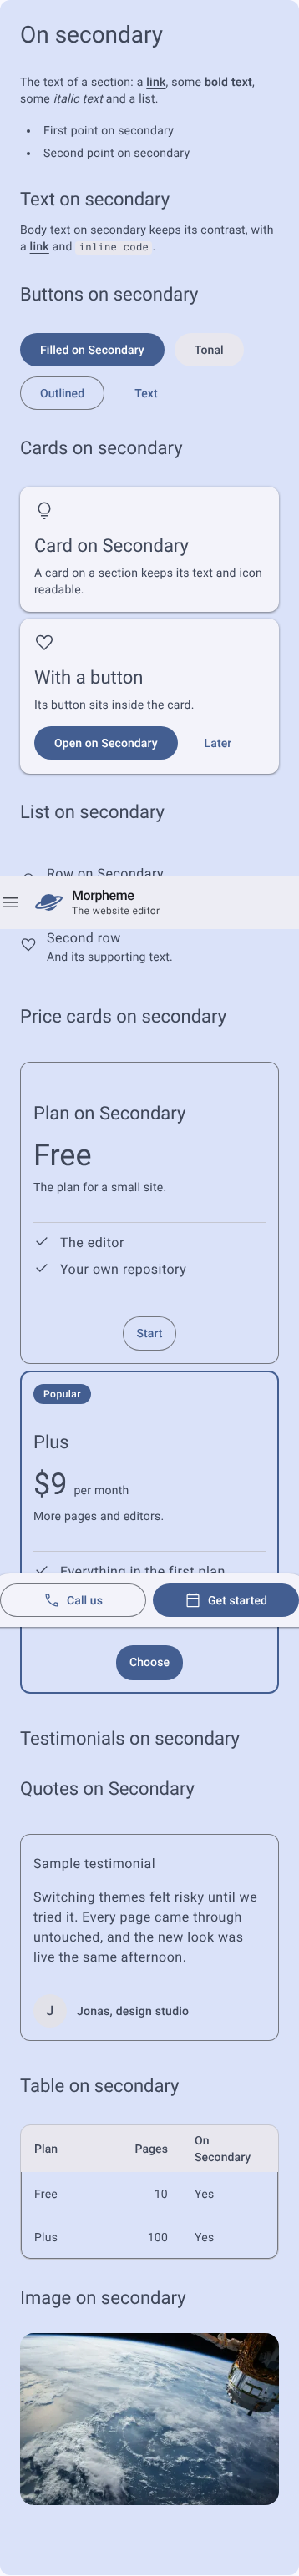 On secondary
The text of a section: a link, some bold text,
some italic text and a list.
• First point on secondary
• Second point on secondary
Text on secondary
Body text on secondary keeps its contrast, with
a link and inline code.
Buttons on secondary
Filled on Secondary
Tonal
Outlined
Text
Cards on secondary
Card on Secondary
A card on a section keeps its text and icon
readable.
With a button
Its button sits inside the card.
Open on Secondary
Later
List on secondary
Row on Secondary
Morpheme
The website editor
Second row
And its supporting text.
Price cards on secondary
Plan on Secondary
Free
The plan for a small site.
The editor
Your own repository
Start
Popular
Plus
$9 per month
More pages and editors.
Everything in the first plan
Call us
Get started
Choose
Testimonials on secondary
Quotes on Secondary
Sample testimonial
Switching themes felt risky until we
tried it. Every page came through
untouched, and the new look was
live the same afternoon.
J
Jonas, design studio
Table on secondary
Plan Pages On
Secondary
Free 10 Yes
Plus 100 Yes
Image on secondary